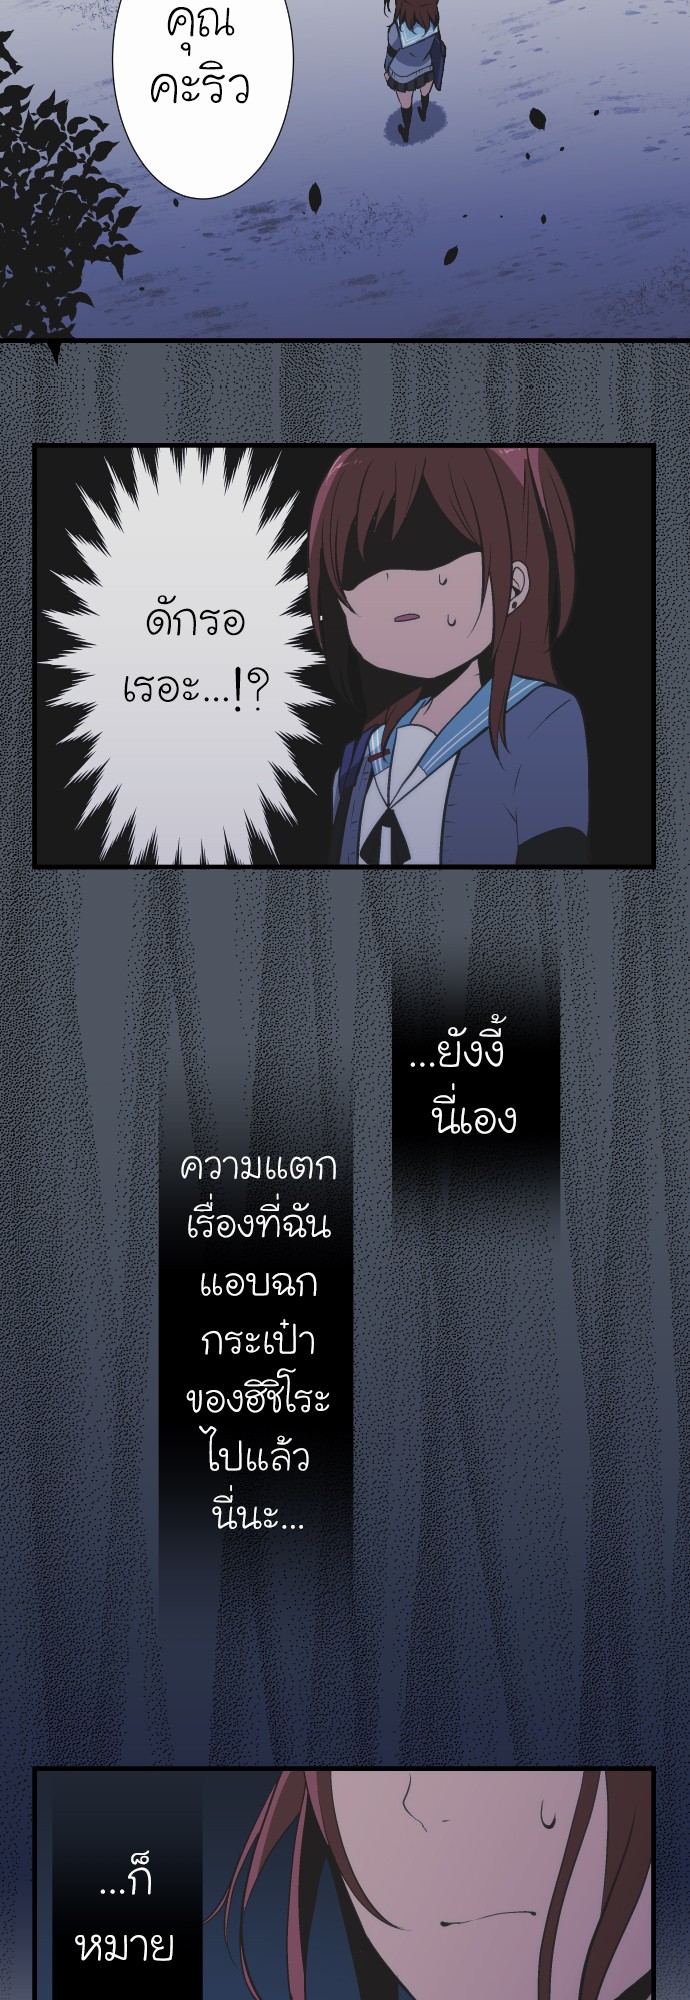 คุณ
คะริว
ดักรอ
เรอะ...!?
...ยังงี้
นี่เอง
ความแตก
เรื่องที่ฉัน
แอบฉก
กระเป๋า
ของฮิชิโระ
ไปแล้ว
นี่นะ...
...ก็
หมาย